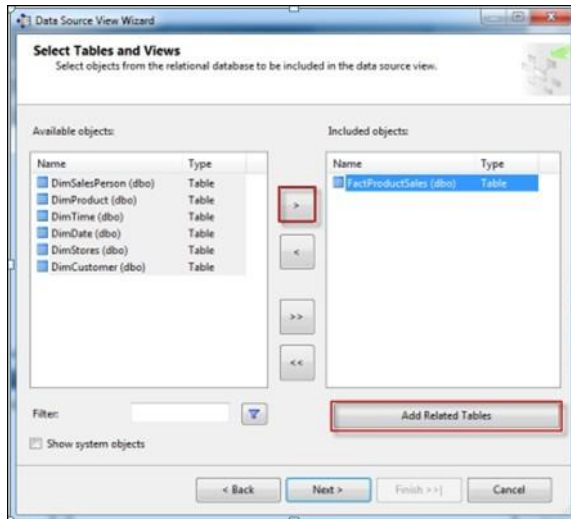 Data Source View Wizard
Select Tables and Views
Select objects from the relational database to be included in the data source view.
Available objects:
Name Type
DimSalesPerson (dbo) Table
DimProduct (dbo) Table
DimTime (dbo) Table
DimDate (dbo) Table
DimStores (dbo) Table
DimCustomer (dbo) Table
>
<
>>
<<
Included objects:
Name Type
FactProductSales (dbo) Table
Filter:
Add Related Tables
Show system objects
< Back Next > Finish >>| Cancel